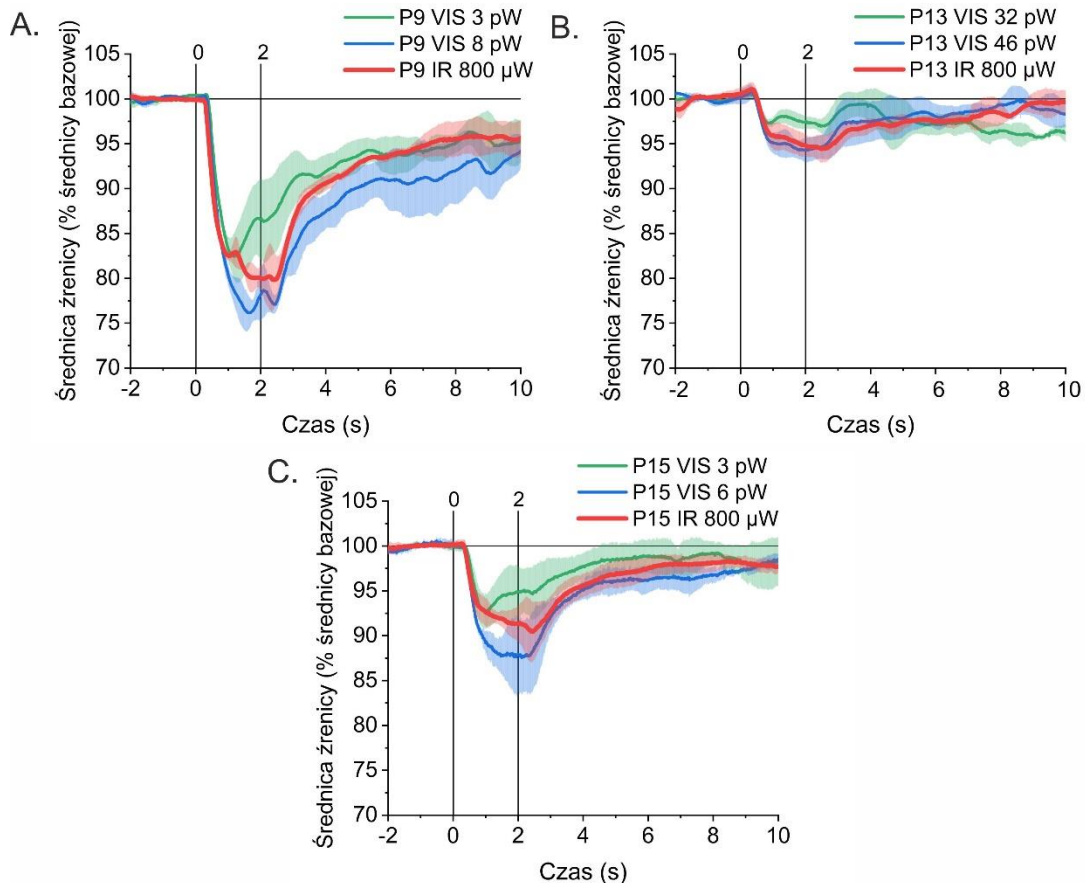 A.
P9 VIS 3 pW
P9 VIS 8 pW
P9 IR 800 µW
0
2
105
100
95
90
85
80
75
70
Średnica źrenicy (% średnicy bazowej)
-2 0 2 4 6 8 10
Czas (s)
B.
P13 VIS 32 pW
P13 VIS 46 pW
P13 IR 800 µW
0
2
105
100
95
90
85
80
75
70
Średnica źrenicy (% średnicy bazowej)
-2 0 2 4 6 8 10
Czas (s)
C.
P15 VIS 3 pW
P15 VIS 6 pW
P15 IR 800 µW
0
2
105
100
95
90
85
80
75
70
Średnica źrenicy (% średnicy bazowej)
-2 0 2 4 6 8 10
Czas (s)